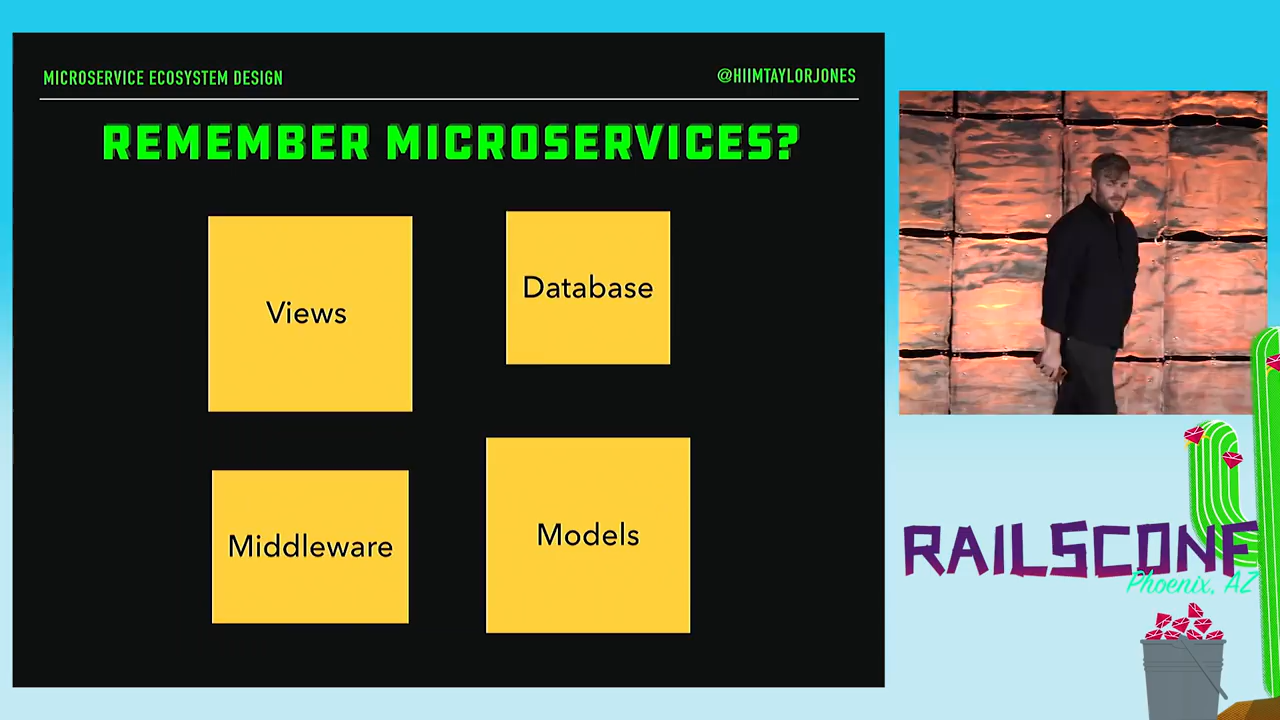 MICROSERVICE ECOSYSTEM DESIGN
@HIIMTAYLORJONES
REMEMBER MICROSERVICES?
Views
Database
Middleware
Models
RAILSCONF
Phoenix, AZ